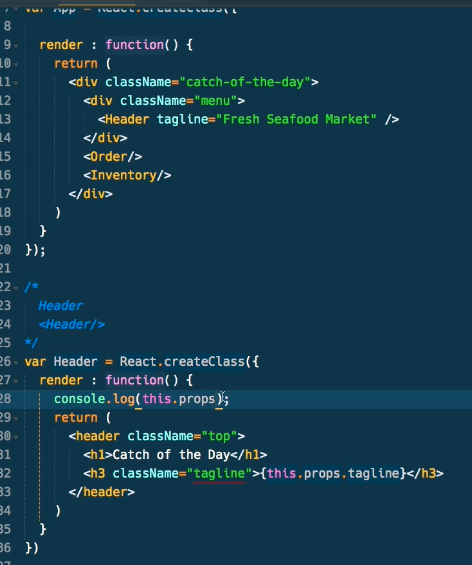 var App = React.createClass({
8
9 render : function() {
10 return (
11 <div className="catch-of-the-day">
12 <div className="menu">
13 <Header tagline="Fresh Seafood Market" />
14 </div>
15 <Order/>
16 <Inventory/>
17 </div>
18 )
19 }
20 });
21
22 /*
23 Header
24 <Header/>
25 */
26 var Header = React.createClass({
27 render : function() {
28 console.log(this.props);
29 return (
30 <header className="top">
31 <h1>Catch of the Day</h1>
32 <h3 className="tagline">{this.props.tagline}</h3>
33 </header>
34 )
35 }
36 })